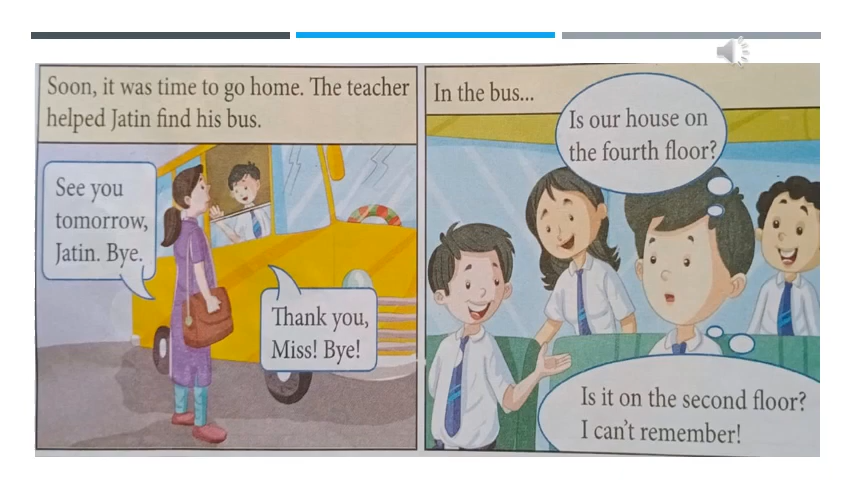 Soon, it was time to go home. The teacher
helped Jatin find his bus.
See you
tomorrow,
Jatin. Bye.
Thank you,
Miss! Bye!
In the bus...
Is our house on
the fourth floor?
Is it on the second floor?
I can't remember!